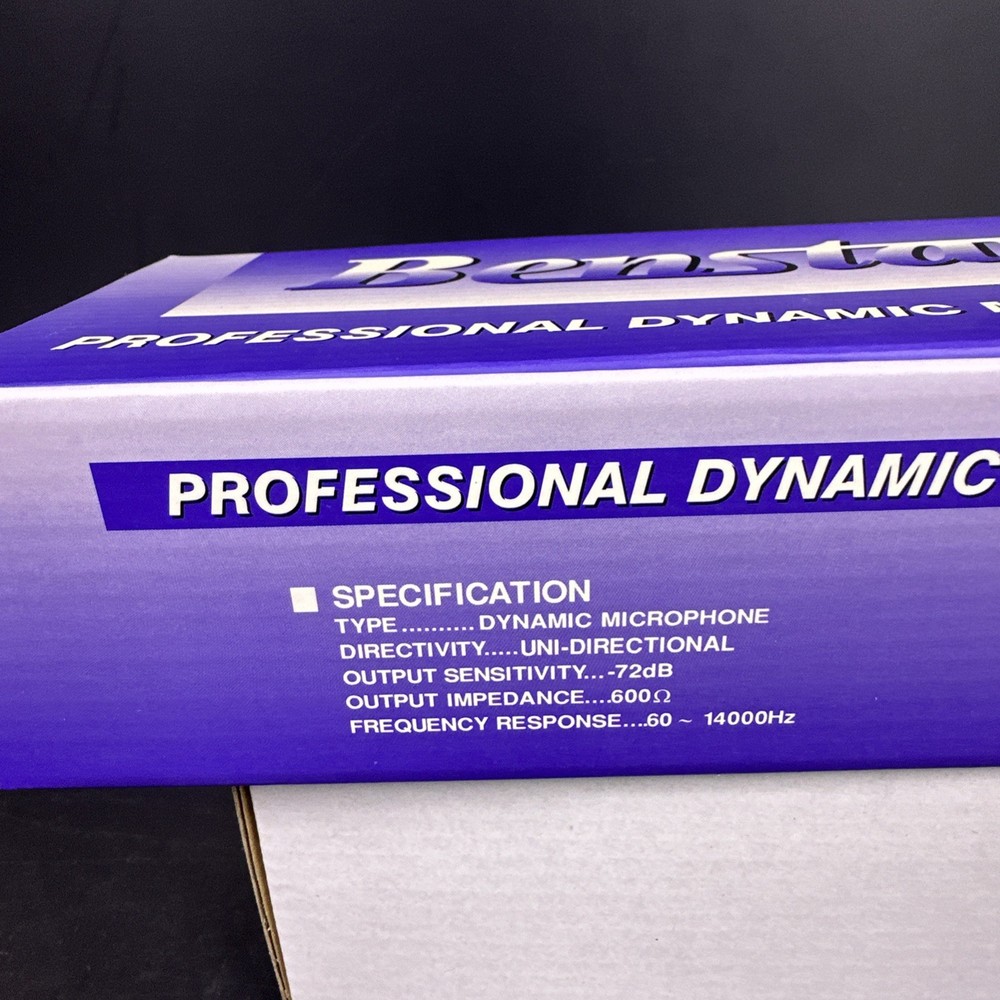 Bensta
PROFESSIONAL DYNAMIC
PROFESSIONAL DYNAMIC
SPECIFICATION
TYPE..........DYNAMIC MICROPHONE
DIRECTIVITY.....UNI-DIRECTIONAL
OUTPUT SENSITIVITY...-72dB
OUTPUT IMPEDANCE....600Ω
FREQUENCY RESPONSE....60 ~ 14000Hz